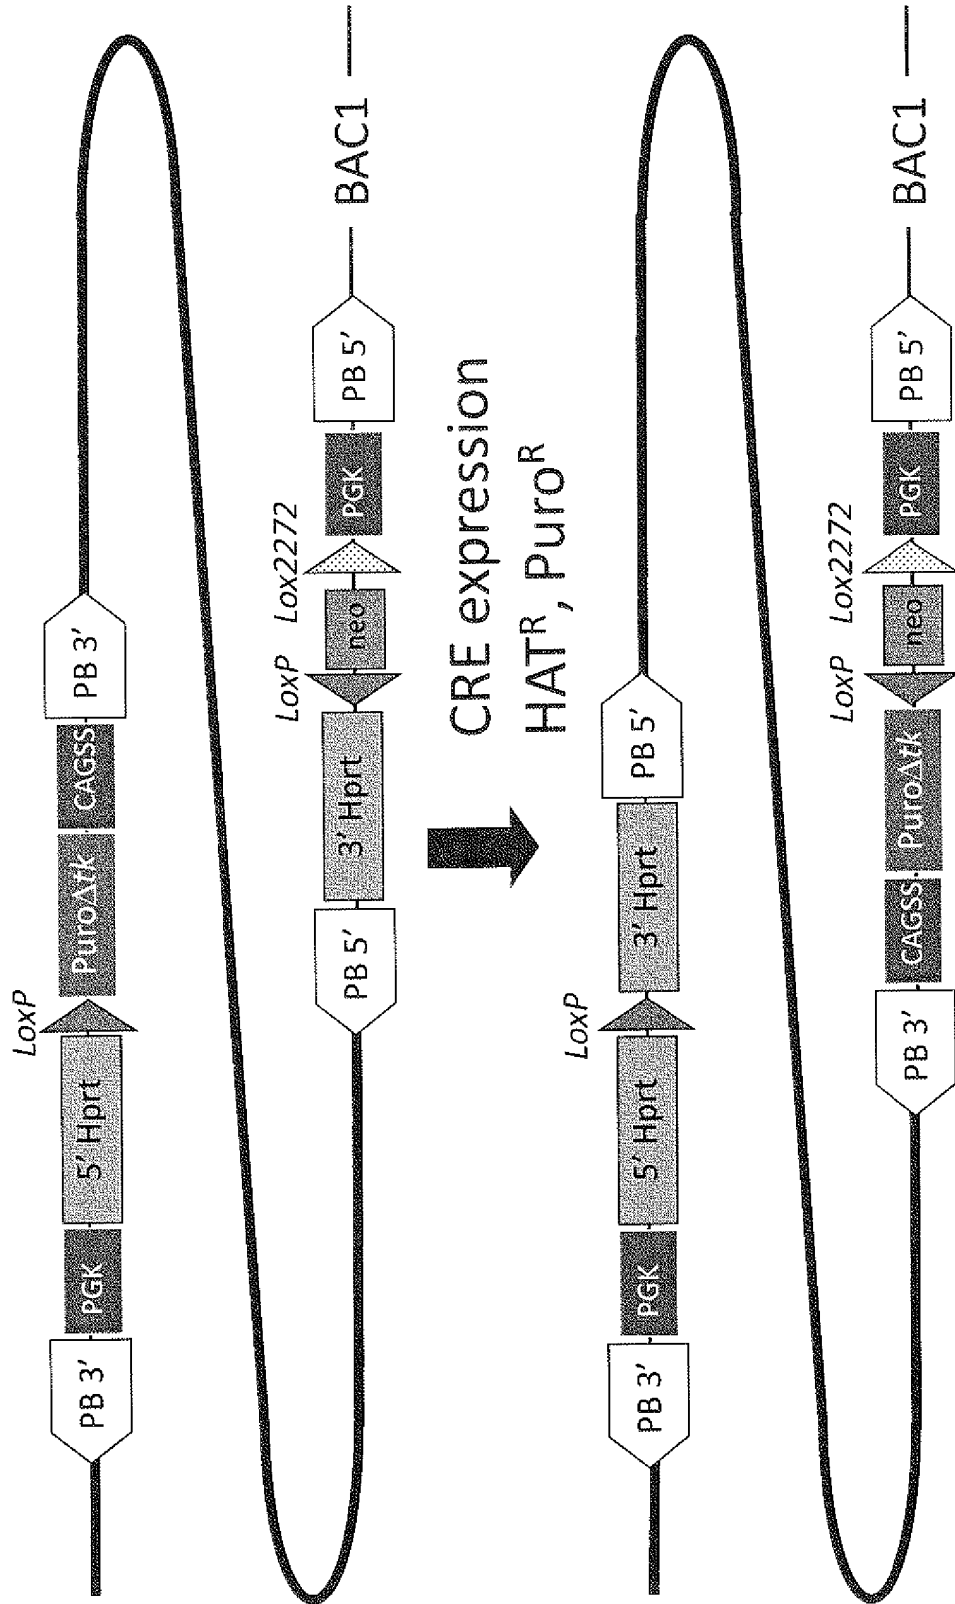 LoxP
PB 3' PGK 5' Hprt PuroΔtk CAGSS PB 3'
LoxP Lox2272
PB 5' 3' Hprt neo PGK PB 5' BAC1
CRE expression
HAT^R, Puro^R
LoxP
PB 3' PGK 5' Hprt 3' Hprt PB 5'
LoxP Lox2272
PB 3' CAGSS PuroΔtk neo PGK PB 5' BAC1